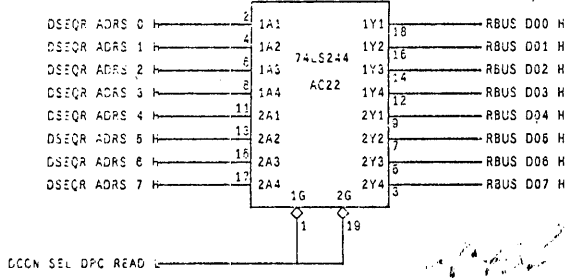 DSEQR ADRS 0 H 2 1A1 1Y1 18 RBUS D00 H
DSEQR ADRS 1 H 4 1A2 1Y2 16 RBUS D01 H
74LS244
DSEQR ADRS 2 H 6 1A3 1Y3 14 RBUS D02 H
AC22
DSEQR ADRS 3 H 8 1A4 1Y4 12 RBUS D03 H
DSEQR ADRS 4 H 11 2A1 2Y1 9 RBUS D04 H
DSEQR ADRS 5 H 13 2A2 2Y2 7 RBUS D05 H
DSEQR ADRS 6 H 15 2A3 2Y3 5 RBUS D06 H
DSEQR ADRS 7 H 17 2A4 2Y4 3 RBUS D07 H
1G 2G
1 19
DCON SEL DPC READ L